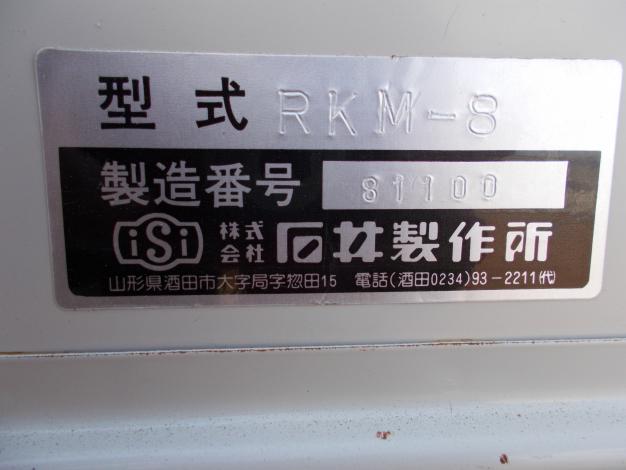 型式 RKM-8
製造番号 81100
iSi 株式会社 石井製作所
山形県酒田市大字局字惣田15 電話(酒田0234)93-2211(代)